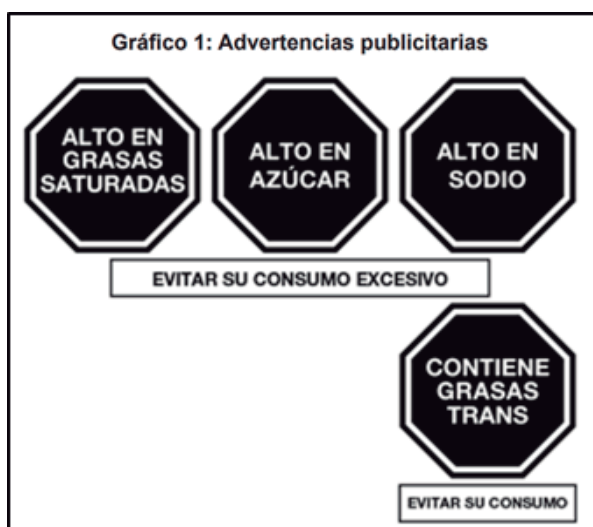 Gráfico 1: Advertencias publicitarias
ALTO EN
GRASAS
SATURADAS
ALTO EN
AZÚCAR
ALTO EN
SODIO
EVITAR SU CONSUMO EXCESIVO
CONTIENE
GRASAS
TRANS
EVITAR SU CONSUMO